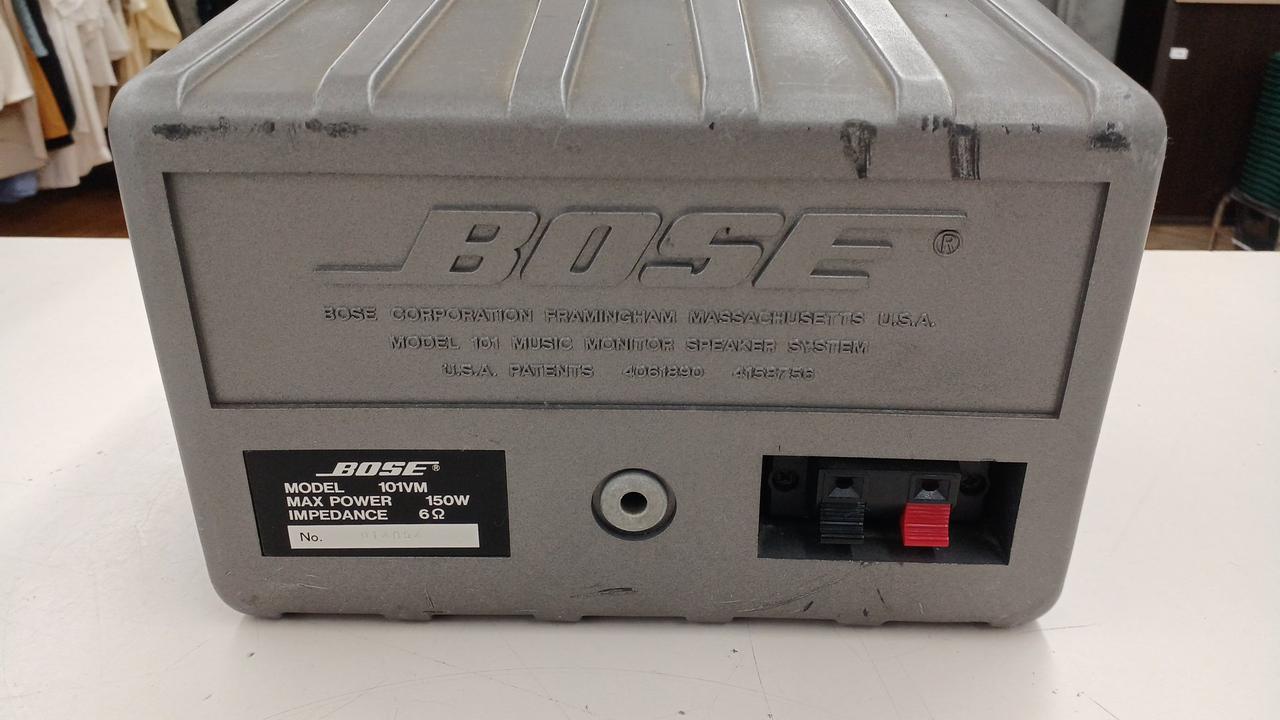 BOSE®
BOSE CORPORATION FRAMINGHAM MASSACHUSETTS U.S.A.
MODEL 101 MUSIC MONITOR SPEAKER SYSTEM
U.S.A. PATENTS 4061890 4158756
BOSE®
MODEL 101VM
MAX POWER 150W
IMPEDANCE 6Ω
No.